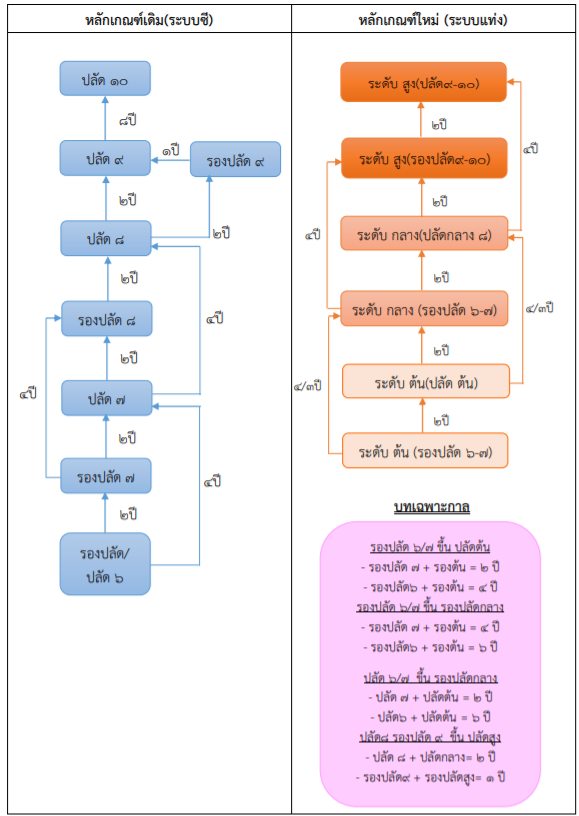 หลักเกณฑ์เดิม(ระบบซี)
ปลัด ๑๐
๘ปี
ปลัด ๙
๑ปี
รองปลัด ๙
๒ปี
๒ปี
ปลัด ๘
๒ปี
รองปลัด ๘
๔ปี
๒ปี
๔ปี
ปลัด ๗
๒ปี
รองปลัด ๗
๔ปี
๒ปี
รองปลัด/
ปลัด ๖
หลักเกณฑ์ใหม่ (ระบบแท่ง)
ระดับ สูง(ปลัด๙-๑๐)
๒ปี
๔ปี
ระดับ สูง(รองปลัด๙-๑๐)
๒ปี
ระดับ กลาง(ปลัดกลาง ๘)
๔ปี
๒ปี
ระดับ กลาง (รองปลัด ๖-๗)
๔/๓ปี
๒ปี
ระดับ ต้น(ปลัด ต้น)
๔/๓ปี
๒ปี
ระดับ ต้น (รองปลัด ๖-๗)
บทเฉพาะกาล
รองปลัด ๖/๗ ขึ้น ปลัดต้น
- รองปลัด ๗ + รองต้น = ๒ ปี
- รองปลัด๖ + รองต้น = ๔ ปี
รองปลัด ๖/๗ ขึ้น รองปลัดกลาง
- รองปลัด ๗ + รองต้น = ๔ ปี
- รองปลัด๖ + รองต้น = ๖ ปี
ปลัด ๖/๗ ขึ้น รองปลัดกลาง
- ปลัด ๗ + ปลัดต้น = ๒ ปี
- ปลัด๖ + ปลัดต้น = ๖ ปี
ปลัด๘ รองปลัด ๙ ขึ้น ปลัดสูง
- ปลัด ๘ + ปลัดกลาง= ๒ ปี
- รองปลัด๙ + รองปลัดสูง= ๑ ปี